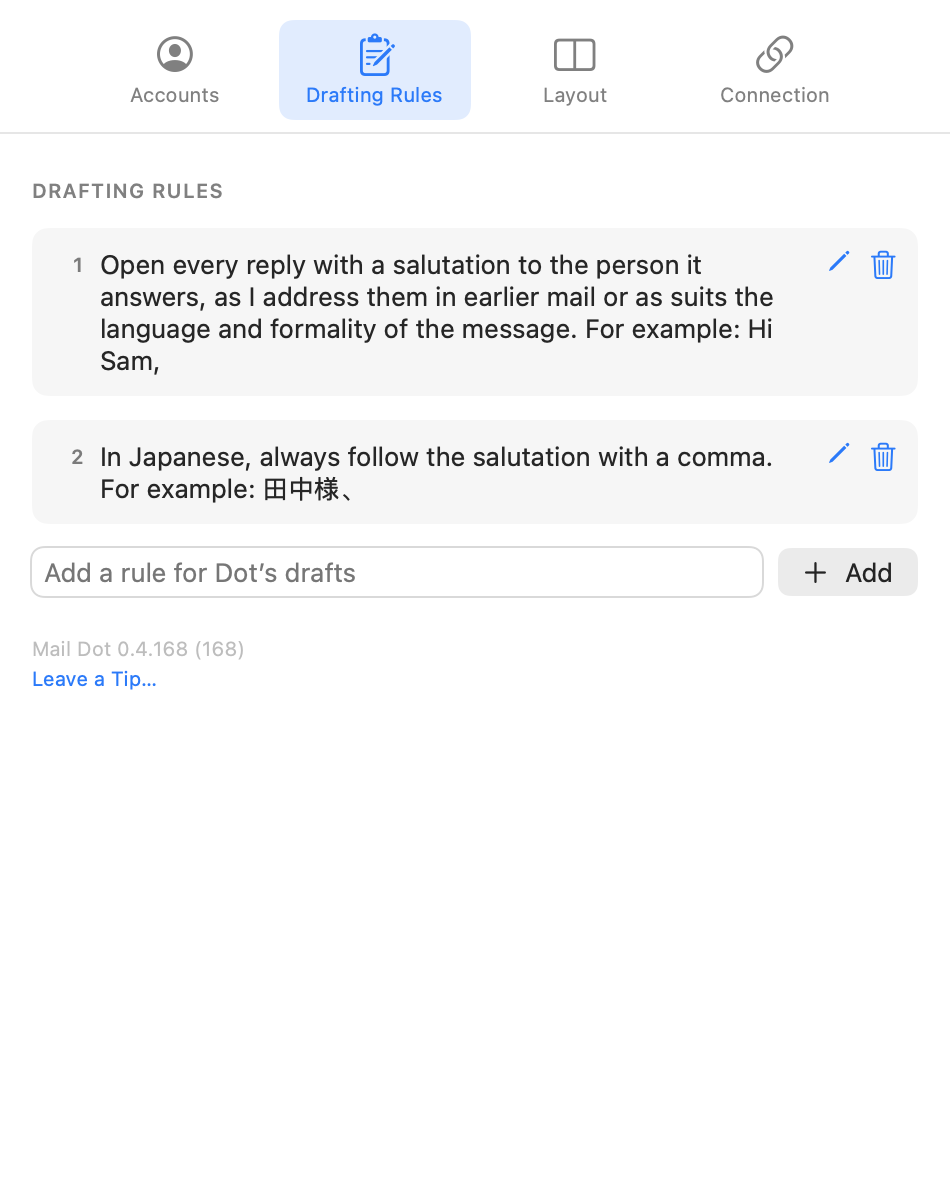 Accounts
Drafting Rules
Layout
Connection
DRAFTING RULES
1
Open every reply with a salutation to the person it
answers, as I address them in earlier mail or as suits the
language and formality of the message. For example: Hi
Sam,
2
In Japanese, always follow the salutation with a comma.
For example: 田中様、
Add a rule for Dot’s drafts
Add
Mail Dot 0.4.168 (168)
Leave a Tip...